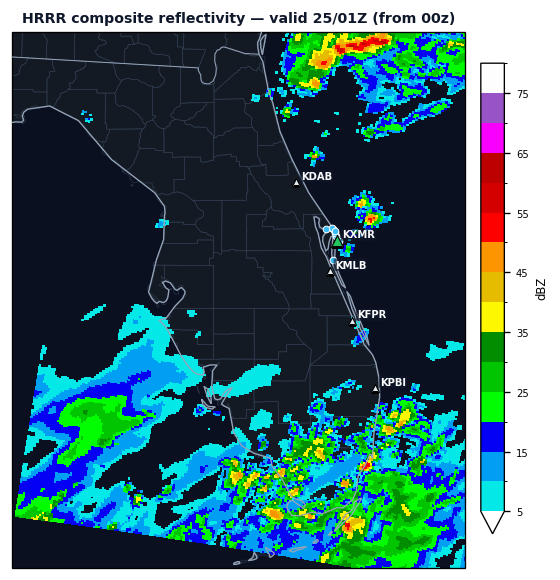 HRRR composite reflectivity — valid 25/01Z (from 00z)
KDAB
KXMR
KMLB
KFPR
KPBI
75
65
55
45
35
25
15
5
dBZ